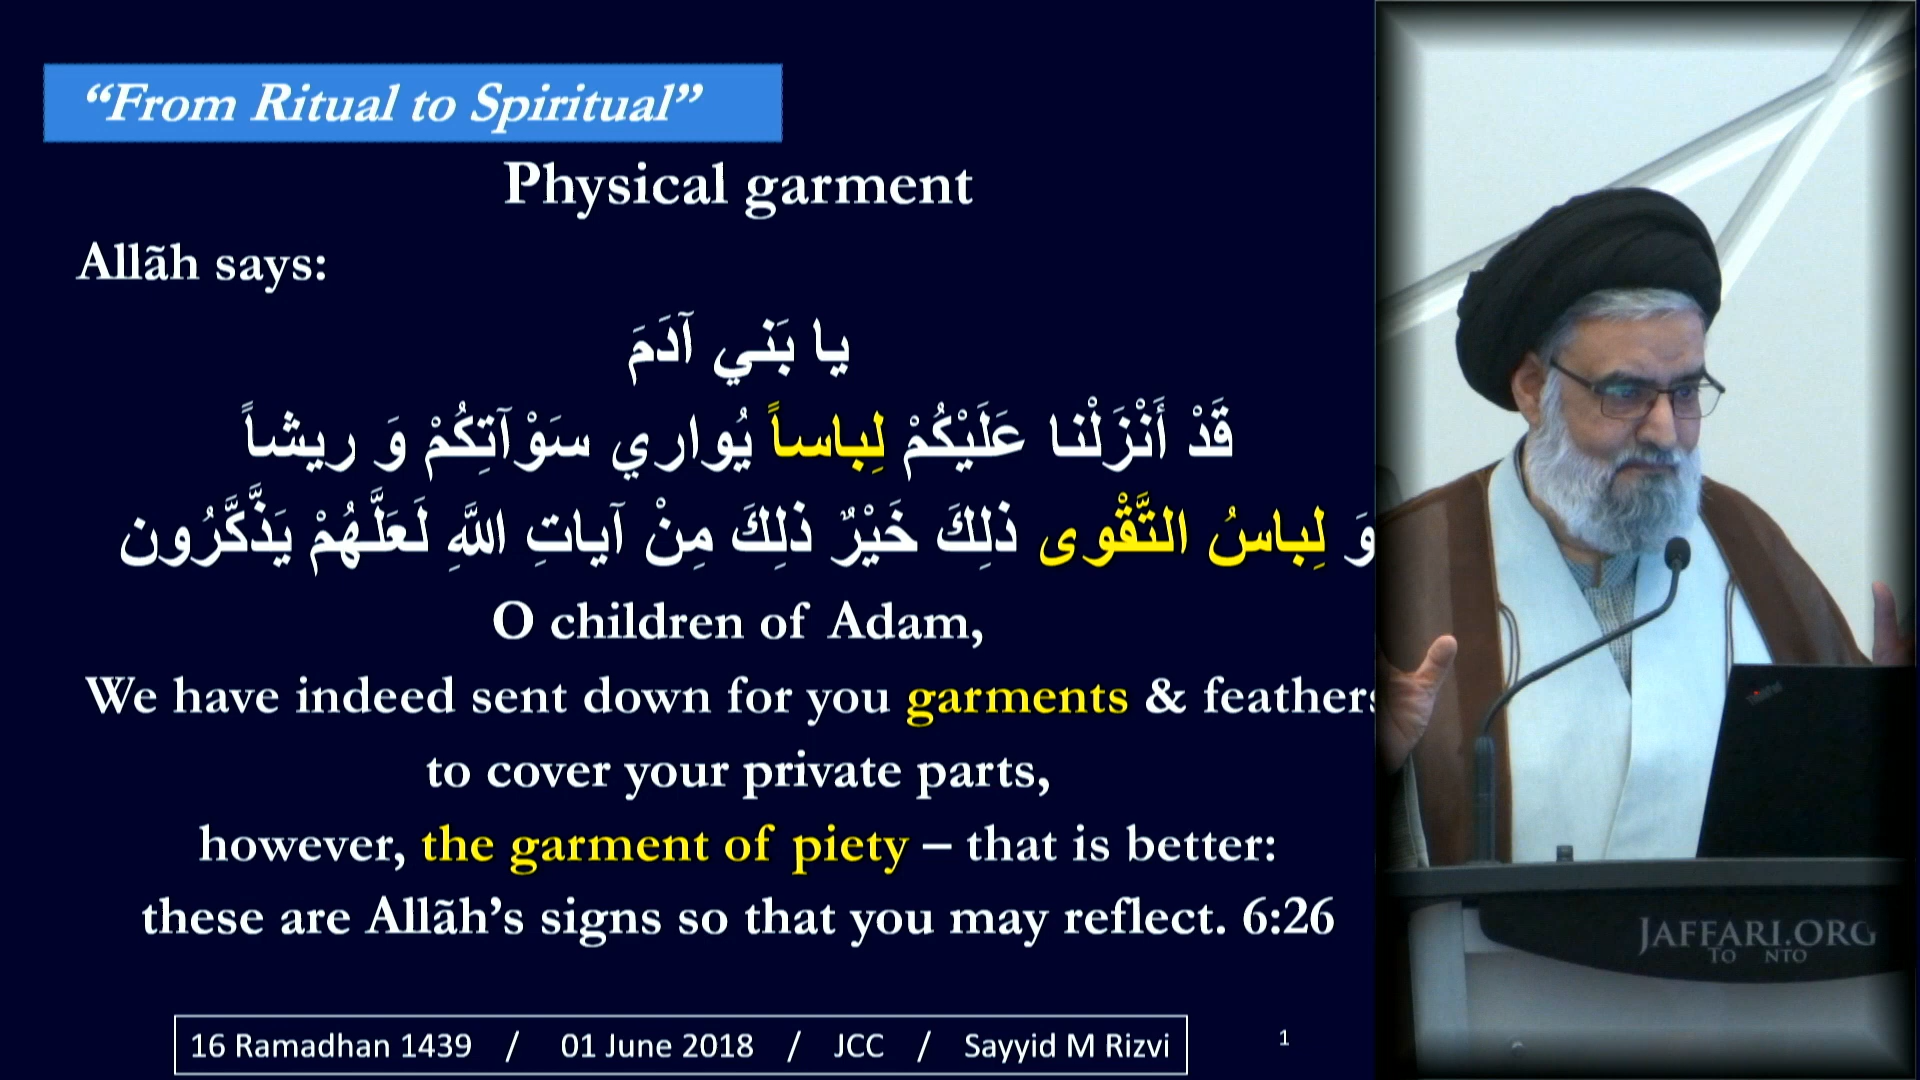 “From Ritual to Spiritual”
Physical garment
Allãh says:
يا بَني آدَمَ
قَدْ أَنْزَلْنا عَلَيْكُمْ لِباساً يُواري سَوْآتِكُمْ وَ ريشاً
وَ لِباسُ التَّقْوى ذلِكَ خَيْرٌ ذلِكَ مِنْ آياتِ اللَّهِ لَعَلَّهُمْ يَذَّكَّرُون
O children of Adam,
We have indeed sent down for you garments & feathers
to cover your private parts,
however, the garment of piety – that is better:
these are Allãh’s signs so that you may reflect. 6:26
16 Ramadhan 1439 / 01 June 2018 / JCC / Sayyid M Rizvi
1
JAFFARI.ORG
TO NTO